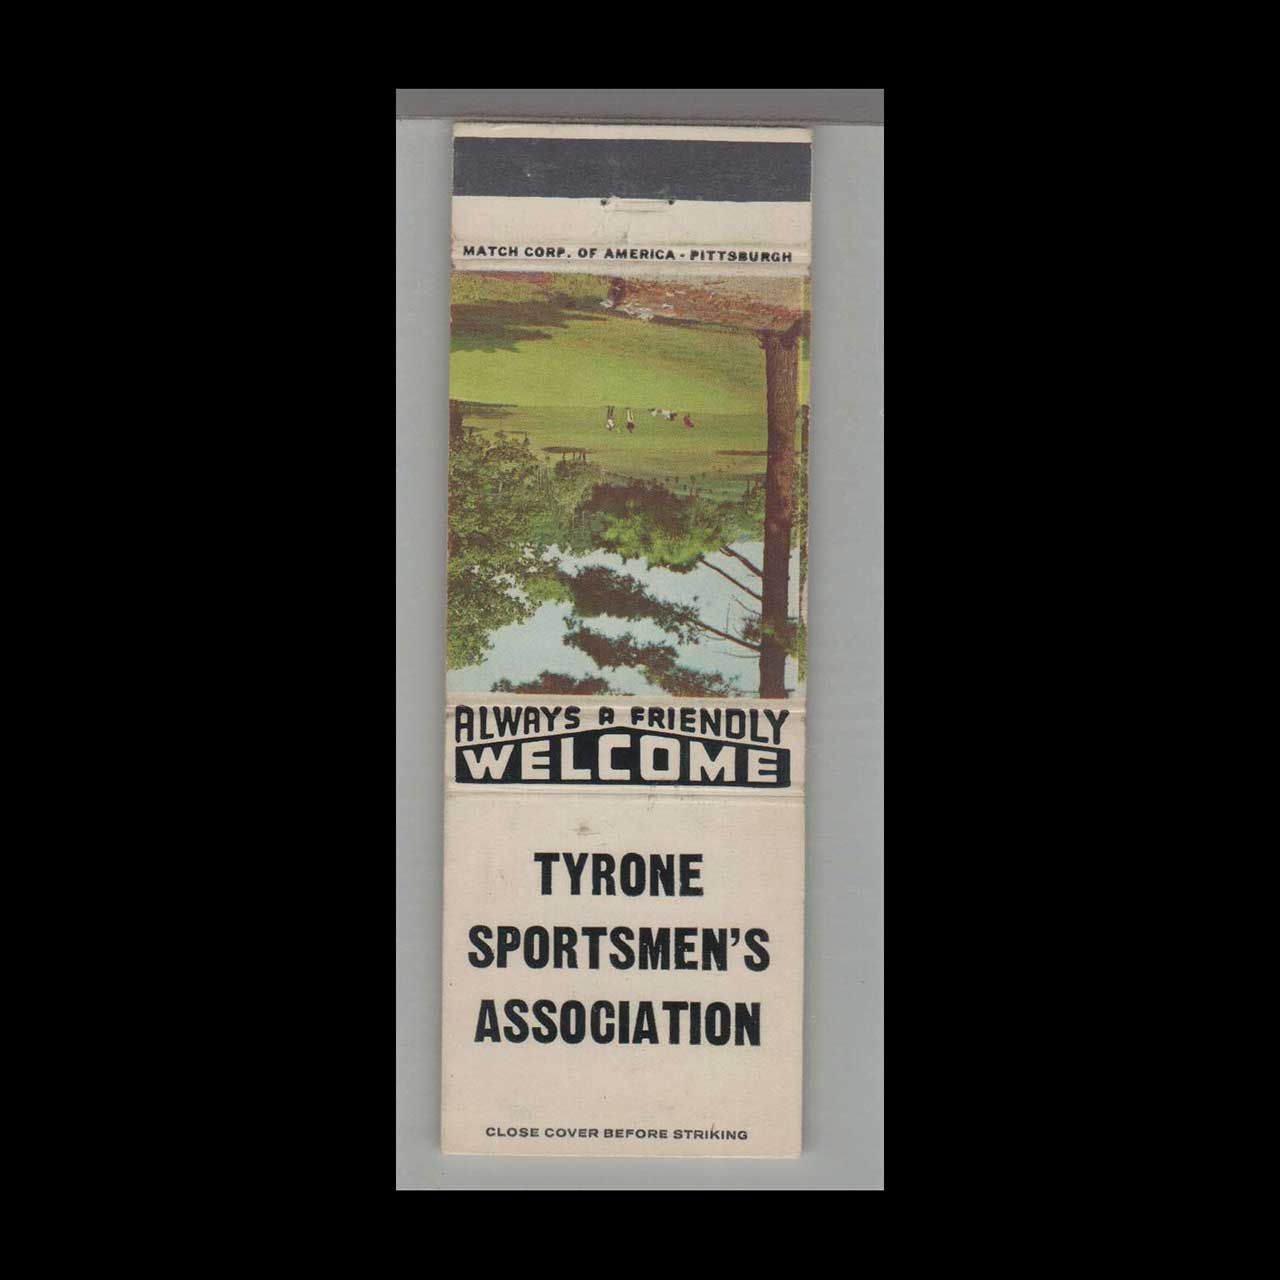 MATCH CORP. OF AMERICA - PITTSBURGH
ALWAYS A FRIENDLY
WELCOME
TYRONE
SPORTSMEN'S
ASSOCIATION
CLOSE COVER BEFORE STRIKING